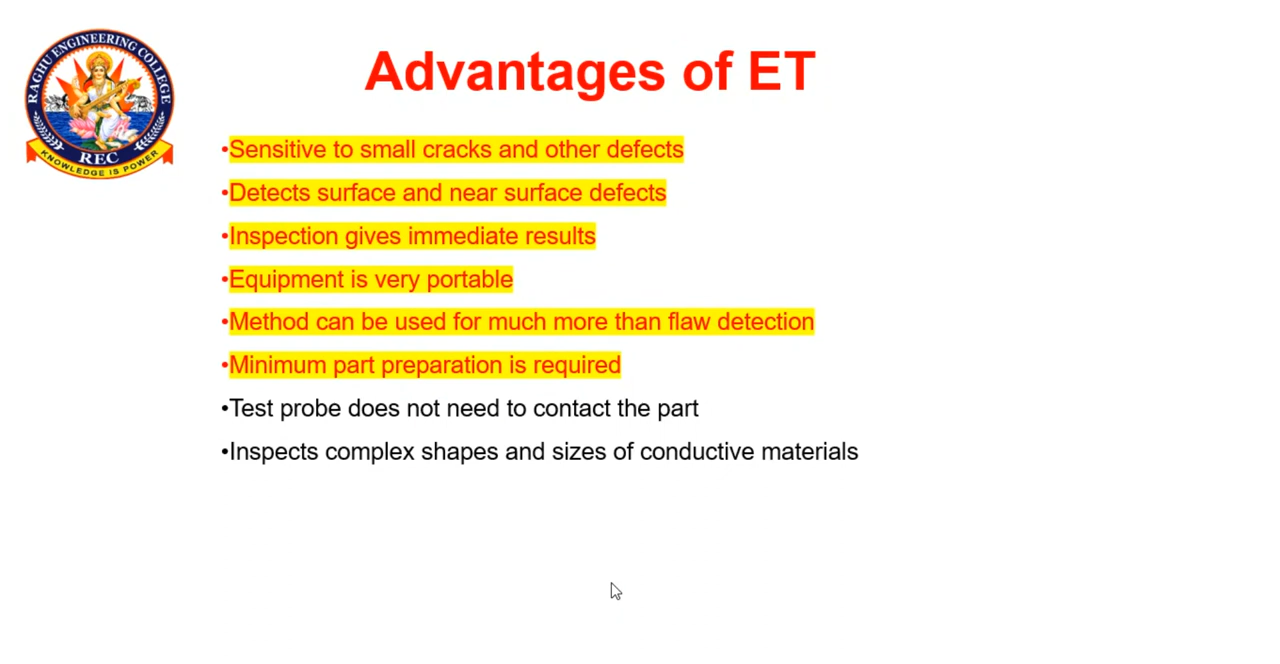 RAGHU ENGINEERING COLLEGE
REC
KNOWLEDGE IS POWER
Advantages of ET
•Sensitive to small cracks and other defects
•Detects surface and near surface defects
•Inspection gives immediate results
•Equipment is very portable
•Method can be used for much more than flaw detection
•Minimum part preparation is required
•Test probe does not need to contact the part
•Inspects complex shapes and sizes of conductive materials